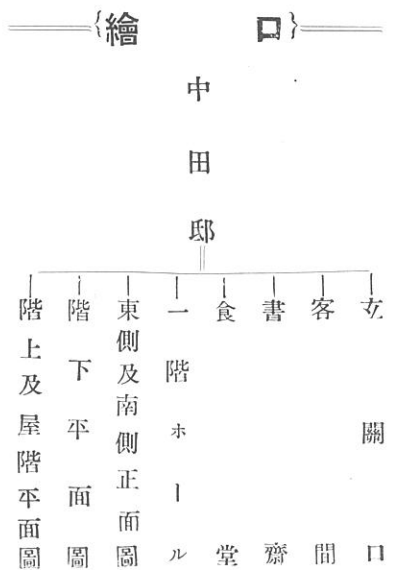 口繪
中田邸
玄關口
客間
書齋
食堂
一階ホール
東側及南側正面圖
階下平面圖
階上及屋階平面圖